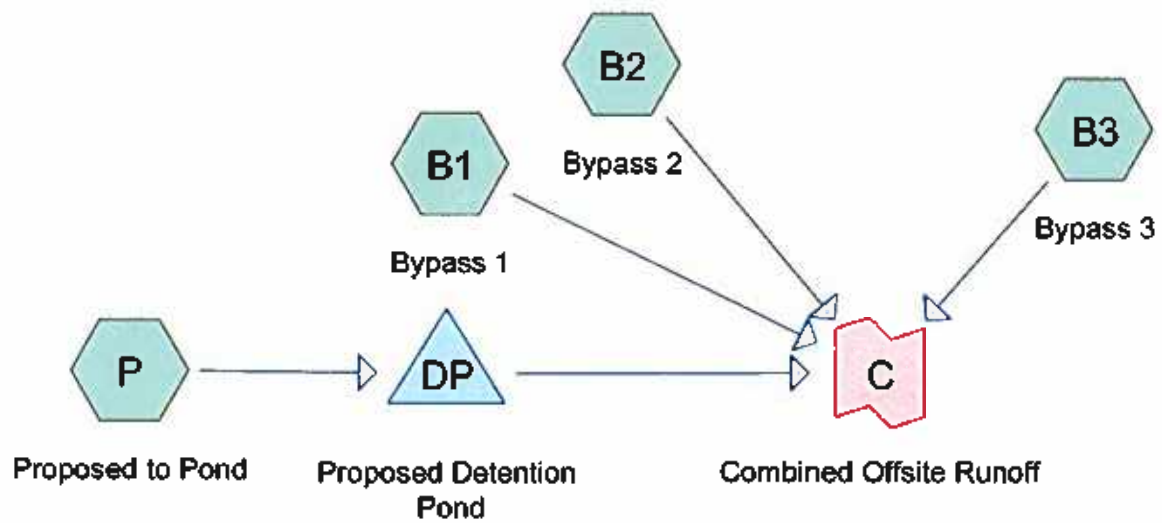 B2
B3
B1
Bypass 2
Bypass 3
Bypass 1
P
DP
C
Proposed to Pond
Proposed Detention
Pond
Combined Offsite Runoff